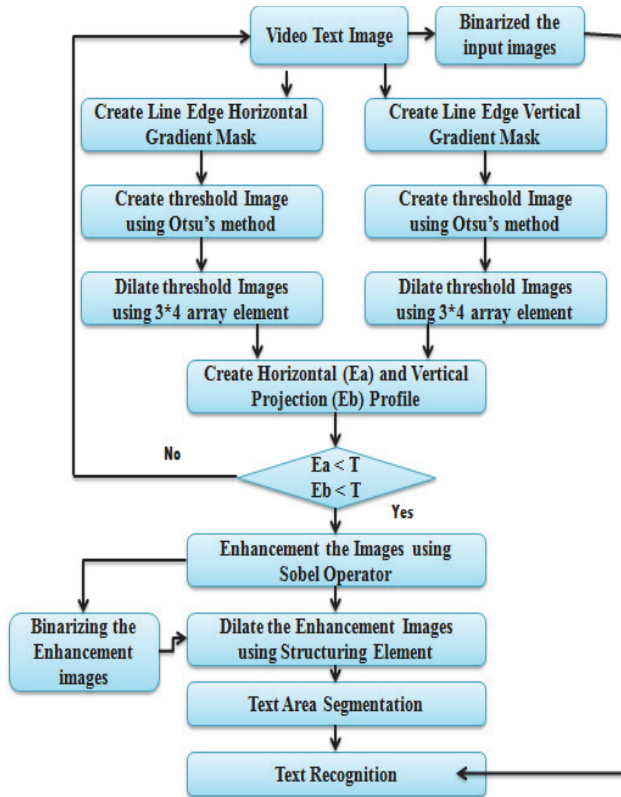 Video Text Image
Binarized the
input images
Create Line Edge Horizontal
Gradient Mask
Create Line Edge Vertical
Gradient Mask
Create threshold Image
using Otsu's method
Create threshold Image
using Otsu's method
Dilate threshold Images
using 3*4 array element
Dilate threshold Images
using 3*4 array element
Create Horizontal (Ea) and Vertical
Projection (Eb) Profile
No
Ea < T
Eb < T
Yes
Enhancement the Images using
Sobel Operator
Binarizing the
Enhancement
images
Dilate the Enhancement Images
using Structuring Element
Text Area Segmentation
Text Recognition